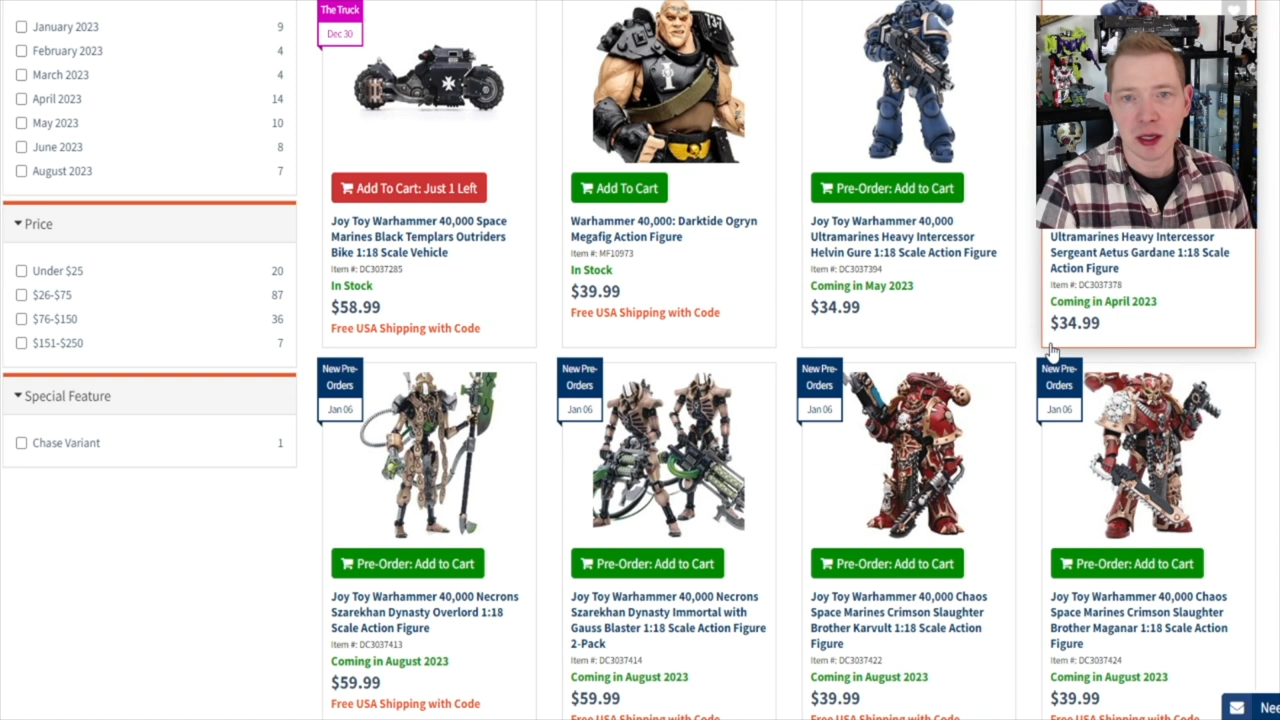 January 2023 9
February 2023 4
March 2023 4
April 2023 14
May 2023 10
June 2023 8
August 2023 7
Price
Under $25 20
$26-$75 87
$76-$150 36
$151-$250 7
Special Feature
Chase Variant 1
The Truck
Dec 30
Add To Cart: Just 1 Left
Joy Toy Warhammer 40,000 Space
Marines Black Templars Outriders
Bike 1:18 Scale Vehicle
Item #: DC3037285
In Stock
$58.99
Free USA Shipping with Code
Add To Cart
Warhammer 40,000: Darktide Ogryn
Megafig Action Figure
Item #: MF10973
In Stock
$39.99
Free USA Shipping with Code
Pre-Order: Add to Cart
Joy Toy Warhammer 40,000
Ultramarines Heavy Intercessor
Helvin Gure 1:18 Scale Action Figure
Item #: DC3037394
Coming in May 2023
$34.99
Ultramarines Heavy Intercessor
Sergeant Aetus Gardane 1:18 Scale
Action Figure
Item #: DC3037378
Coming in April 2023
$34.99
New Pre-
Orders
Jan 06
Pre-Order: Add to Cart
Joy Toy Warhammer 40,000 Necrons
Szarekhan Dynasty Overlord 1:18
Scale Action Figure
Item #: DC3037413
Coming in August 2023
$59.99
Free USA Shipping with Code
New Pre-
Orders
Jan 06
Pre-Order: Add to Cart
Joy Toy Warhammer 40,000 Necrons
Szarekhan Dynasty Immortal with
Gauss Blaster 1:18 Scale Action Figure
2-Pack
Item #: DC3037414
Coming in August 2023
$59.99
Free USA Shipping with Code
New Pre-
Orders
Jan 06
Pre-Order: Add to Cart
Joy Toy Warhammer 40,000 Chaos
Space Marines Crimson Slaughter
Brother Karvult 1:18 Scale Action
Figure
Item #: DC3037422
Coming in August 2023
$39.99
Free USA Shipping with Code
New Pre-
Orders
Jan 06
Pre-Order: Add to Cart
Joy Toy Warhammer 40,000 Chaos
Space Marines Crimson Slaughter
Brother Maganar 1:18 Scale Action
Figure
Item #: DC3037424
Coming in August 2023
$39.99
Free USA Shipping with Code